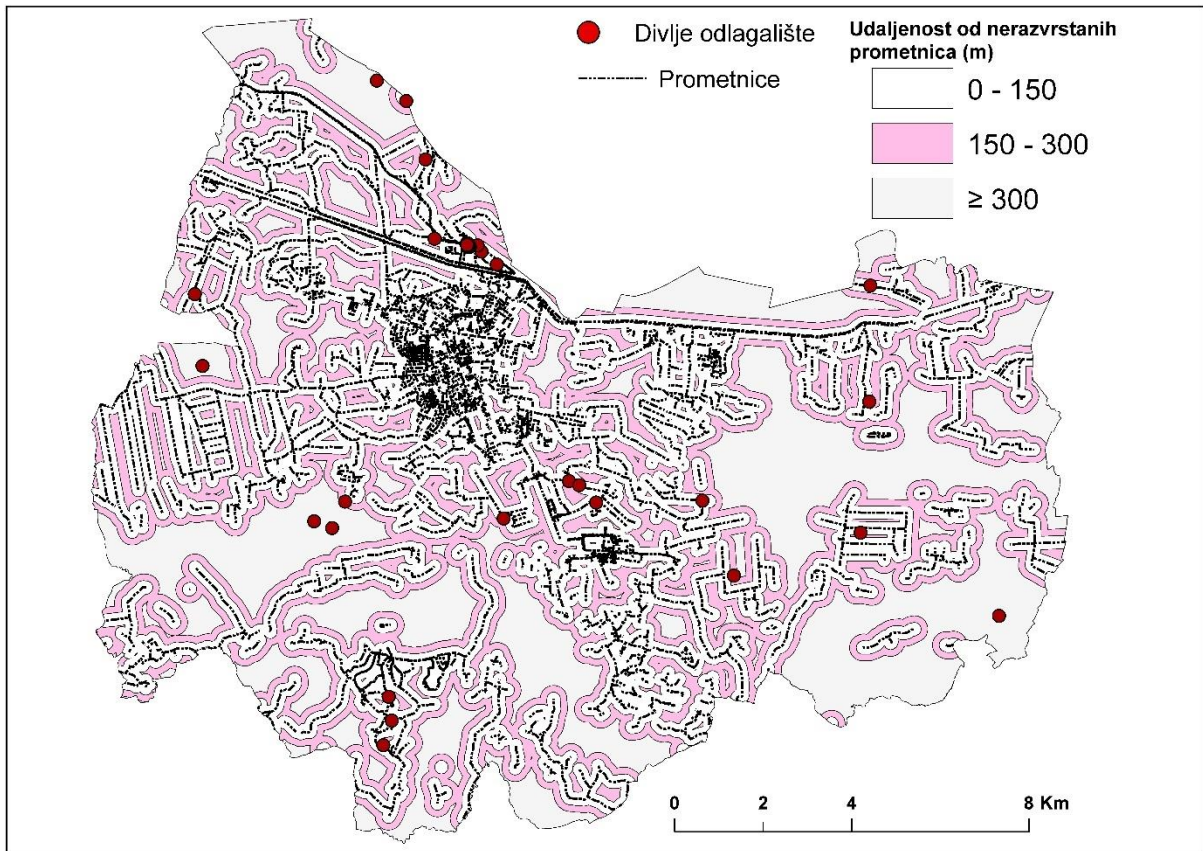 Divlje odlagalište
Prometnice
Udaljenost od nerazvrstanih
prometnica (m)
0 - 150
150 - 300
≥ 300
0 2 4 8 Km